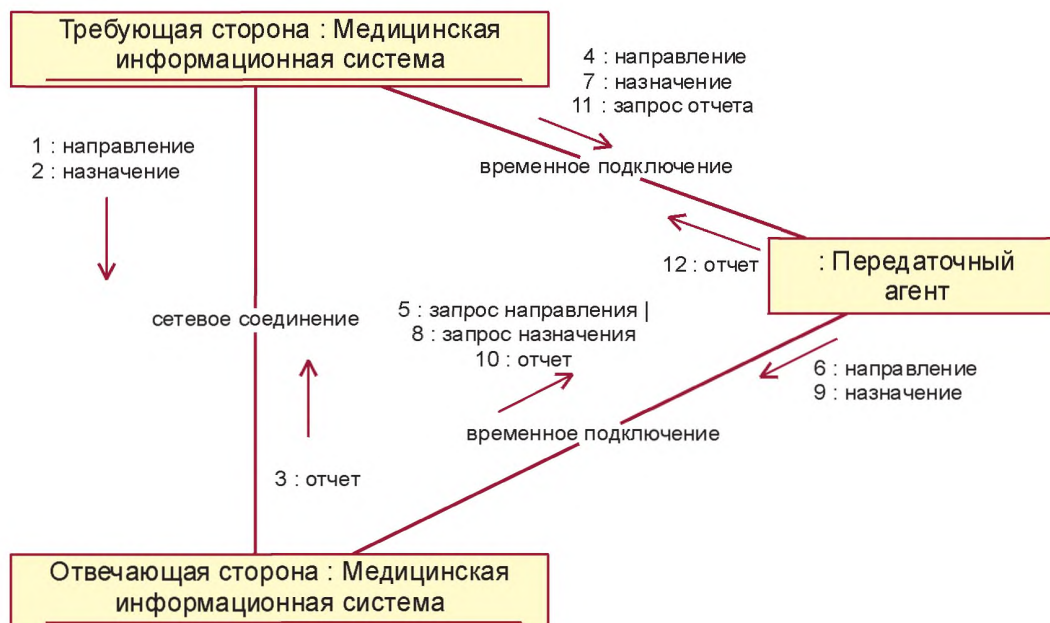 Требующая сторона : Медицинская
информационная система
4 : направление
7 : назначение
11 : запрос отчета
1 : направление
2 : назначение
временное подключение
12 : отчет
: Передаточный
агент
сетевое соединение
5 : запрос направления |
8 : запрос назначения
10 : отчет
6 : направление
9 : назначение
временное подключение
3 : отчет
Отвечающая сторона : Медицинская
информационная система